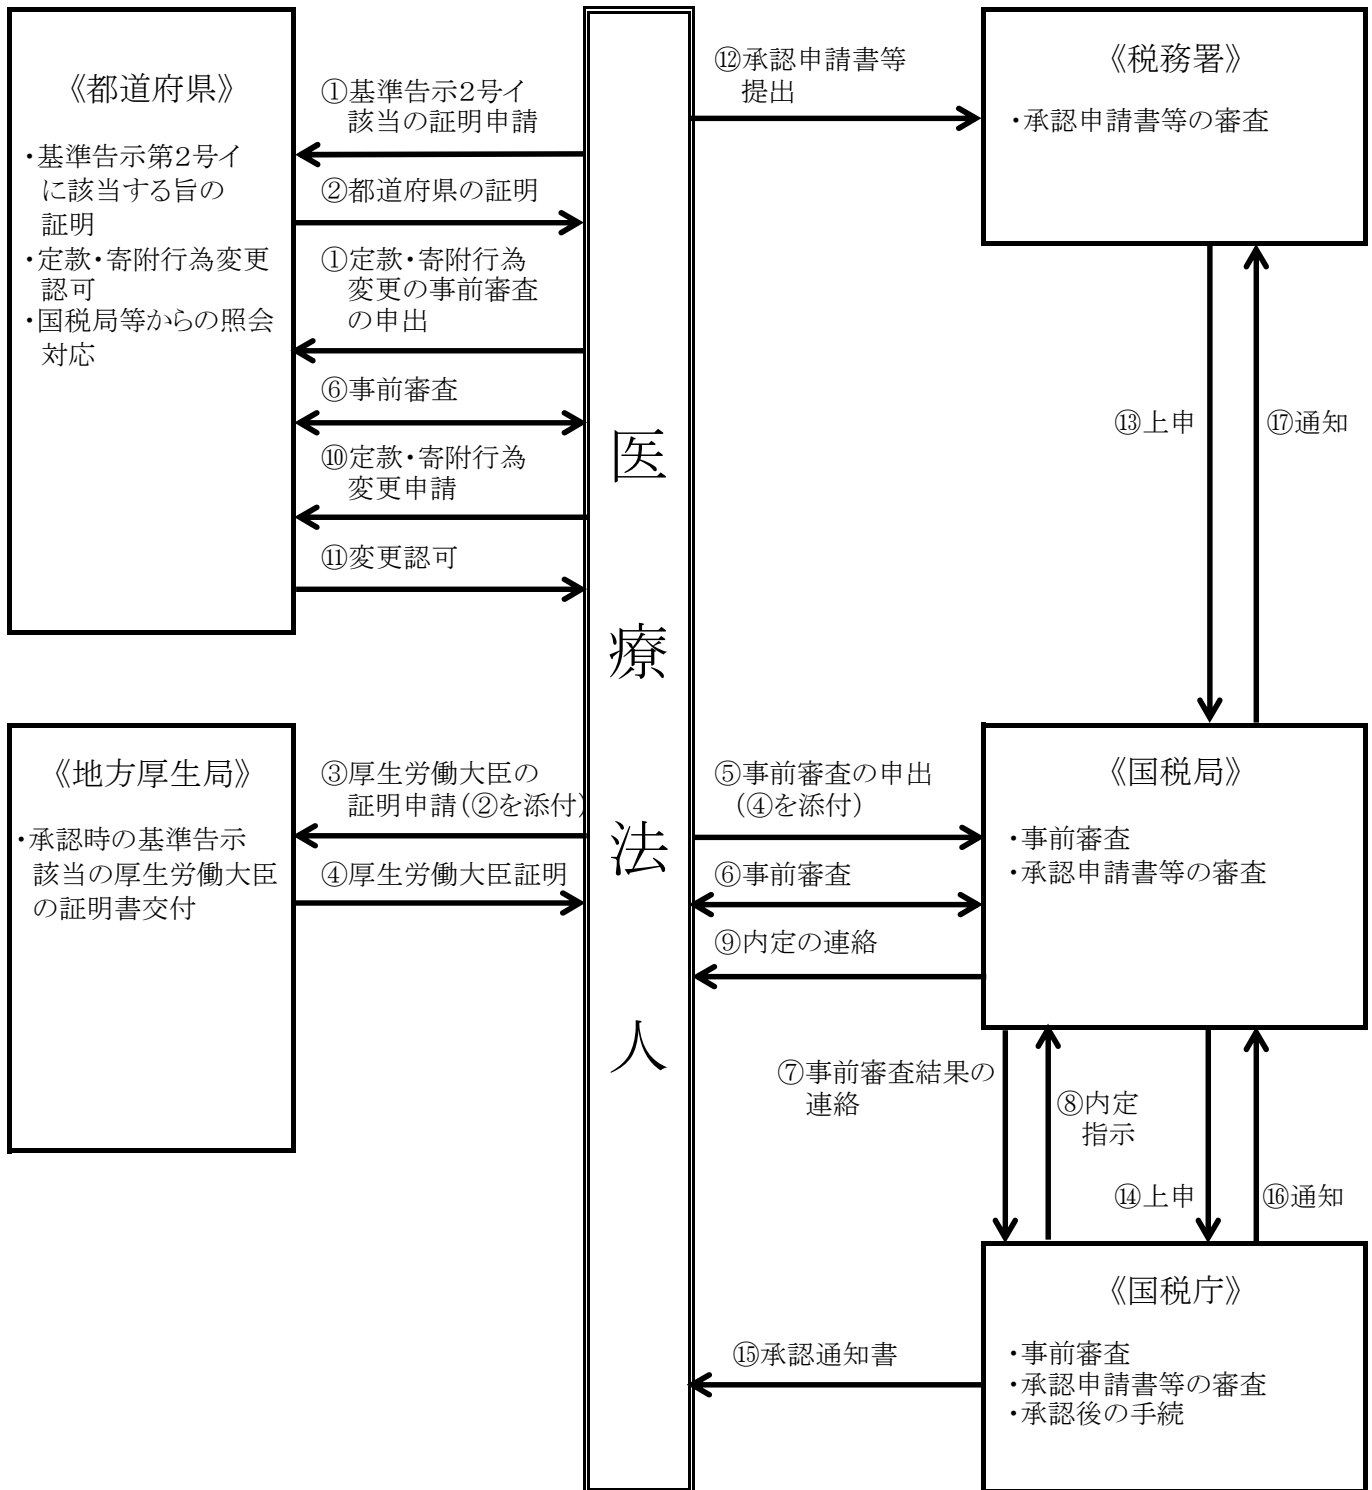 《都道府県》
・基準告示第2号イ
に該当する旨の
証明
・定款・寄附行為変更
認可
・国税局等からの照会
対応
①基準告示2号イ
該当の証明申請
②都道府県の証明
①定款・寄附行為
変更の事前審査
の申出
⑥事前審査
⑩定款・寄附行為
変更申請
⑪変更認可
《地方厚生局》
・承認時の基準告示
該当の厚生労働大臣
の証明書交付
③厚生労働大臣の
証明申請(②を添付)
④厚生労働大臣証明
医
療
法
人
⑫承認申請書等
提出
《税務署》
・承認申請書等の審査
⑬上申
⑰通知
⑤事前審査の申出
(④を添付)
⑥事前審査
⑨内定の連絡
《国税局》
・事前審査
・承認申請書等の審査
⑦事前審査結果の
連絡
⑧内定
指示
⑭上申
⑯通知
⑮承認通知書
《国税庁》
・事前審査
・承認申請書等の審査
・承認後の手続